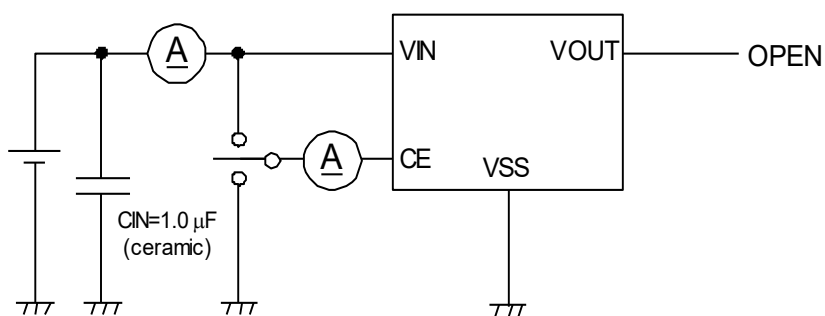 A
VIN
VOUT
OPEN
A
CE
VSS
CIN=1.0 μF
(ceramic)